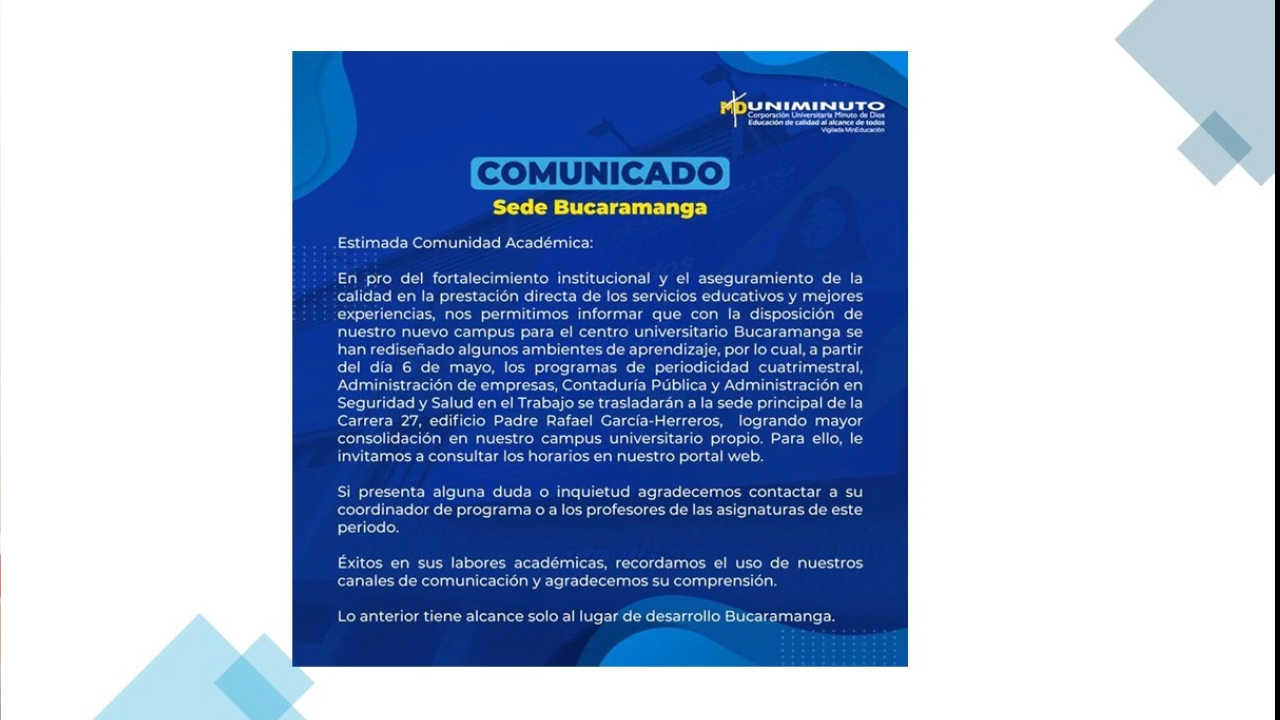 MD UNIMINUTO
Corporación Universitaria Minuto de Dios
Educación de calidad al alcance de todos
Vigilada MinEducación
COMUNICADO
Sede Bucaramanga
Estimada Comunidad Académica:
En pro del fortalecimiento institucional y el aseguramiento de la
calidad en la prestación directa de los servicios educativos y mejores
experiencias, nos permitimos informar que con la disposición de
nuestro nuevo campus para el centro universitario Bucaramanga se
han rediseñado algunos ambientes de aprendizaje, por lo cual, a partir
del día 6 de mayo, los programas de periodicidad cuatrimestral,
Administración de empresas, Contaduría Pública y Administración en
Seguridad y Salud en el Trabajo se trasladarán a la sede principal de la
Carrera 27, edificio Padre Rafael García-Herreros, logrando mayor
consolidación en nuestro campus universitario propio. Para ello, le
invitamos a consultar los horarios en nuestro portal web.
Si presenta alguna duda o inquietud agradecemos contactar a su
coordinador de programa o a los profesores de las asignaturas de este
periodo.
Éxitos en sus labores académicas, recordamos el uso de nuestros
canales de comunicación y agradecemos su comprensión.
Lo anterior tiene alcance solo al lugar de desarrollo Bucaramanga.